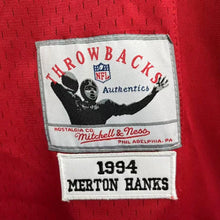 THROWBACKS
NFL
Authentics
NOSTALGIA CO.
Mitchell & Ness
PHILADELPHIA, PA.
1994
MERTON HANKS